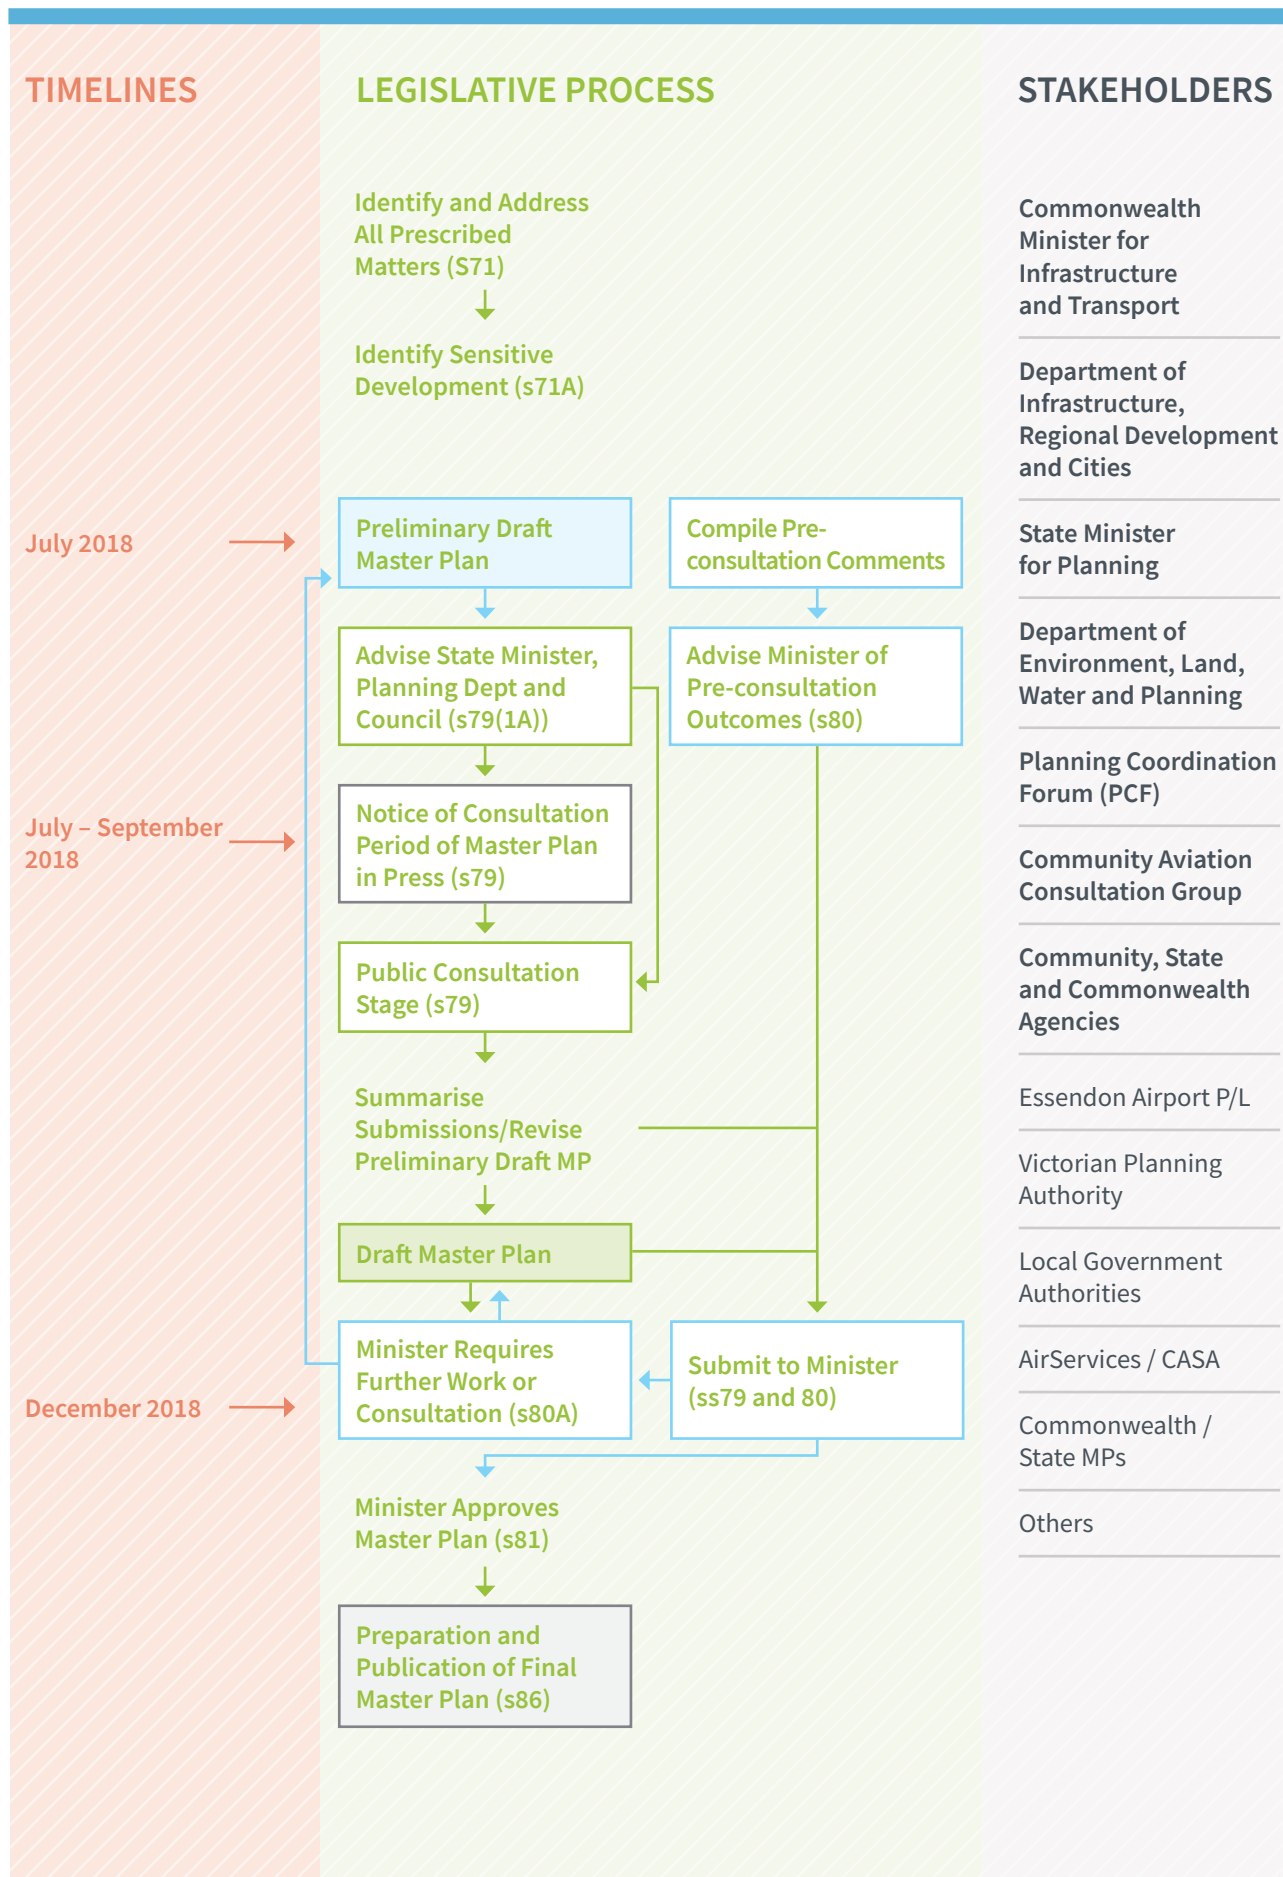 TIMELINES
LEGISLATIVE PROCESS
STAKEHOLDERS
July 2018
July – September
2018
December 2018
Identify and Address
All Prescribed
Matters (S71)
Identify Sensitive
Development (s71A)
Preliminary Draft
Master Plan
Compile Pre-
consultation Comments
Advise State Minister,
Planning Dept and
Council (s79(1A))
Advise Minister of
Pre-consultation
Outcomes (s80)
Notice of Consultation
Period of Master Plan
in Press (s79)
Public Consultation
Stage (s79)
Summarise
Submissions/Revise
Preliminary Draft MP
Draft Master Plan
Minister Requires
Further Work or
Consultation (s80A)
Submit to Minister
(ss79 and 80)
Minister Approves
Master Plan (s81)
Preparation and
Publication of Final
Master Plan (s86)
Commonwealth
Minister for
Infrastructure
and Transport
Department of
Infrastructure,
Regional Development
and Cities
State Minister
for Planning
Department of
Environment, Land,
Water and Planning
Planning Coordination
Forum (PCF)
Community Aviation
Consultation Group
Community, State
and Commonwealth
Agencies
Essendon Airport P/L
Victorian Planning
Authority
Local Government
Authorities
AirServices / CASA
Commonwealth /
State MPs
Others